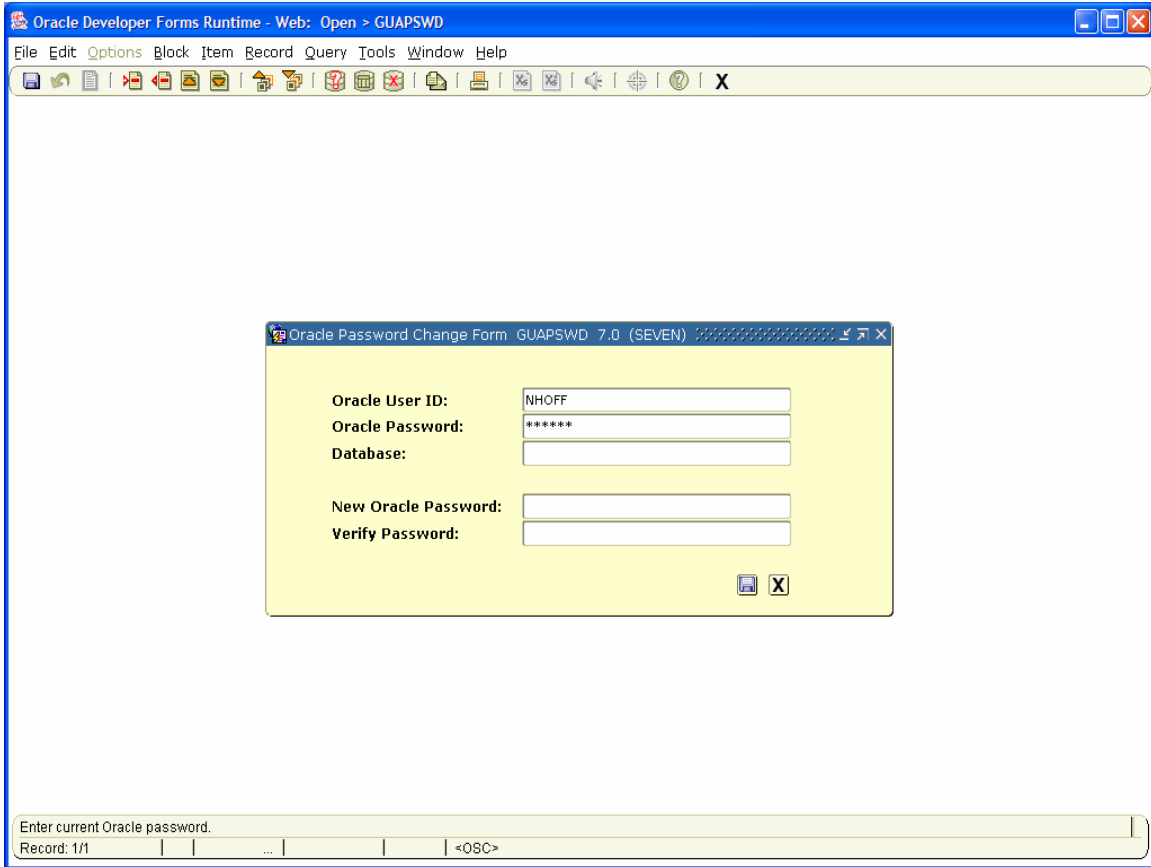 Oracle Developer Forms Runtime - Web: Open > GUAPSWD
File Edit Options Block Item Record Query Tools Window Help
X
Oracle Password Change Form GUAPSWD 7.0 (SEVEN)
Oracle User ID: NHOFF
Oracle Password: ******
Database:
New Oracle Password:
Verify Password:
X
Enter current Oracle password.
Record: 1/1 ... <OSC>